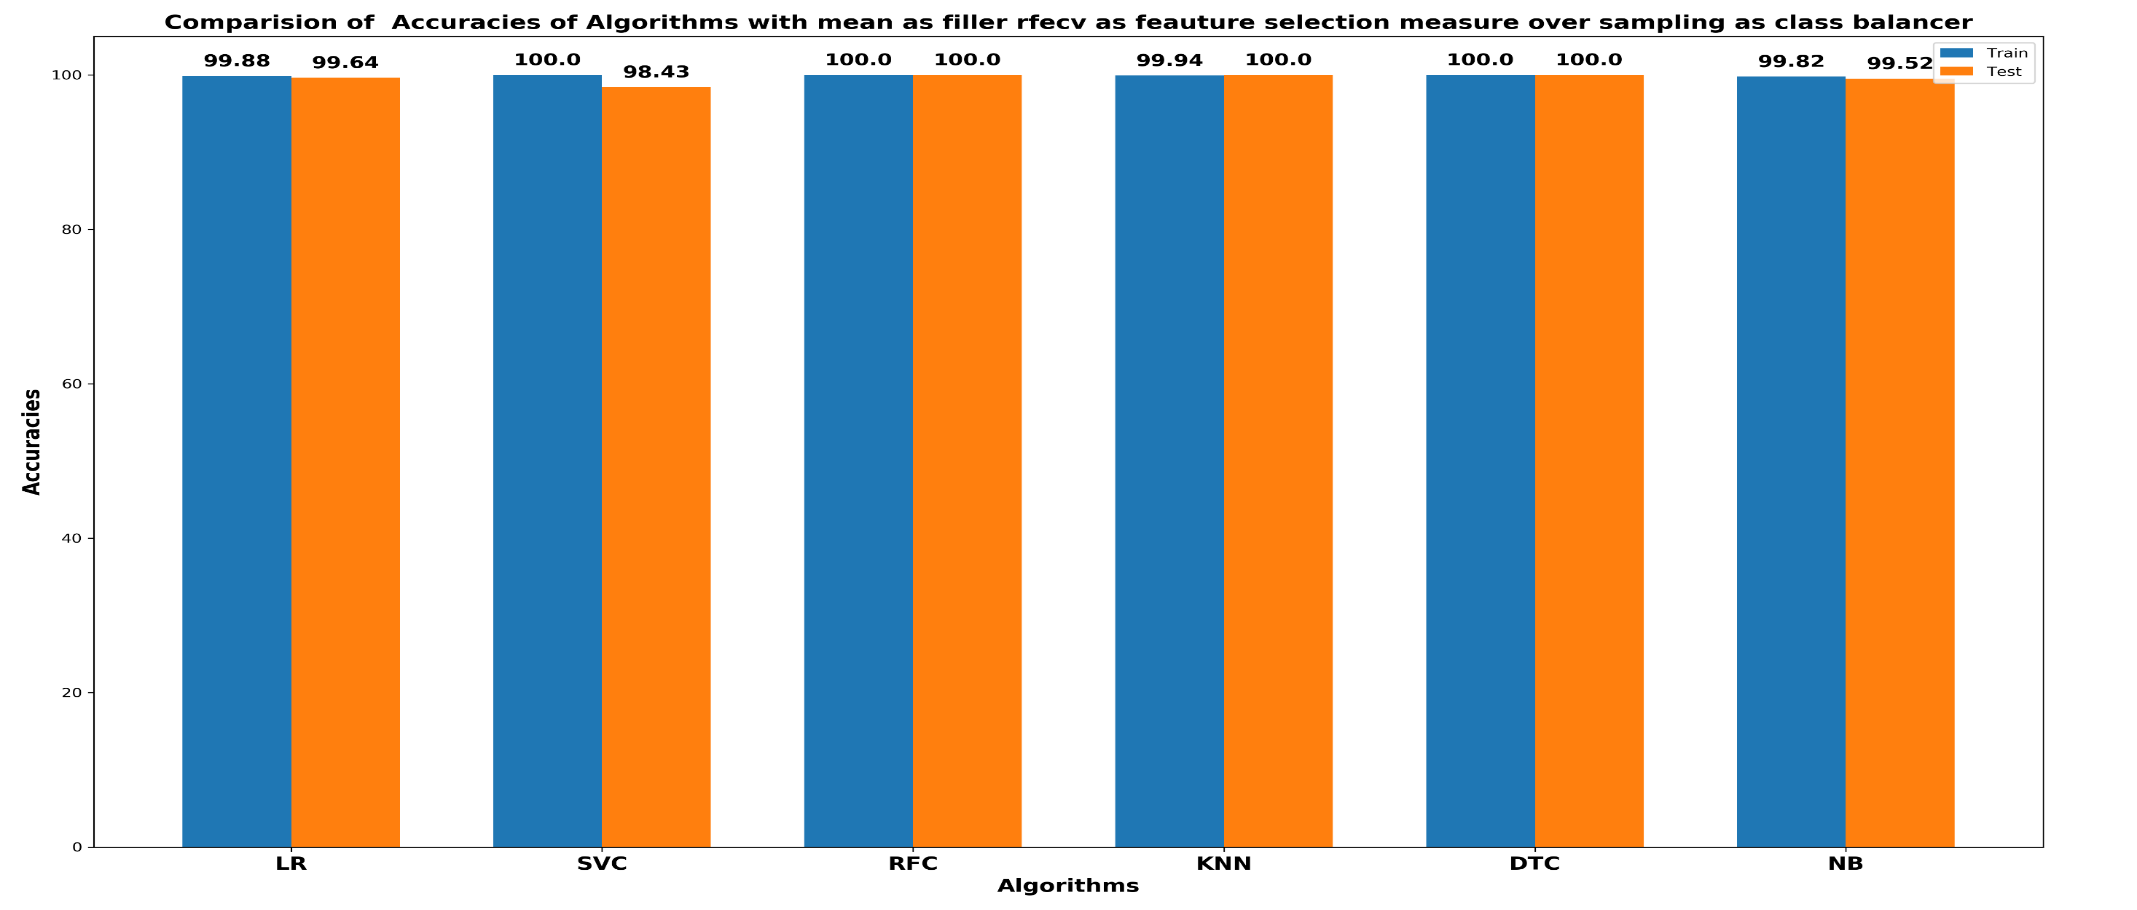 Comparision of  Accuracies of Algorithms with mean as filler rfecv as feauture selection measure over sampling as class balancer
99.88 99.64 100.0 98.43 100.0 100.0 99.94 100.0 100.0 100.0 99.82 99.52
Train
Test
100
80
60
40
20
0
Accuracies
LR SVC RFC KNN DTC NB
Algorithms